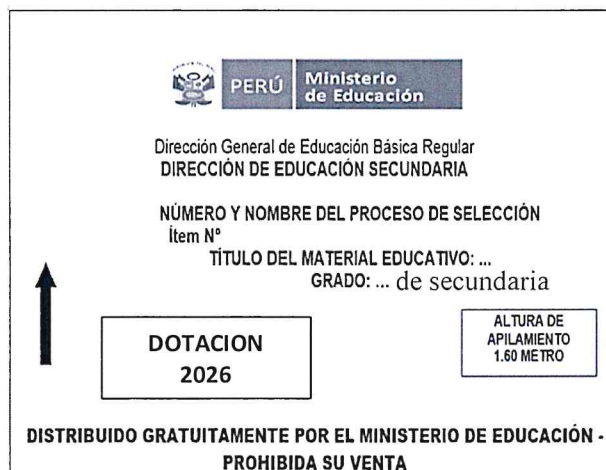 PERÚ
Ministerio
de Educación
Dirección General de Educación Básica Regular
DIRECCIÓN DE EDUCACIÓN SECUNDARIA
NÚMERO Y NOMBRE DEL PROCESO DE SELECCIÓN
Ítem Nº
TÍTULO DEL MATERIAL EDUCATIVO: ...
GRADO: ... de secundaria
DOTACION
2026
ALTURA DE
APILAMIENTO
1.60 METRO
DISTRIBUIDO GRATUITAMENTE POR EL MINISTERIO DE EDUCACIÓN -
PROHIBIDA SU VENTA